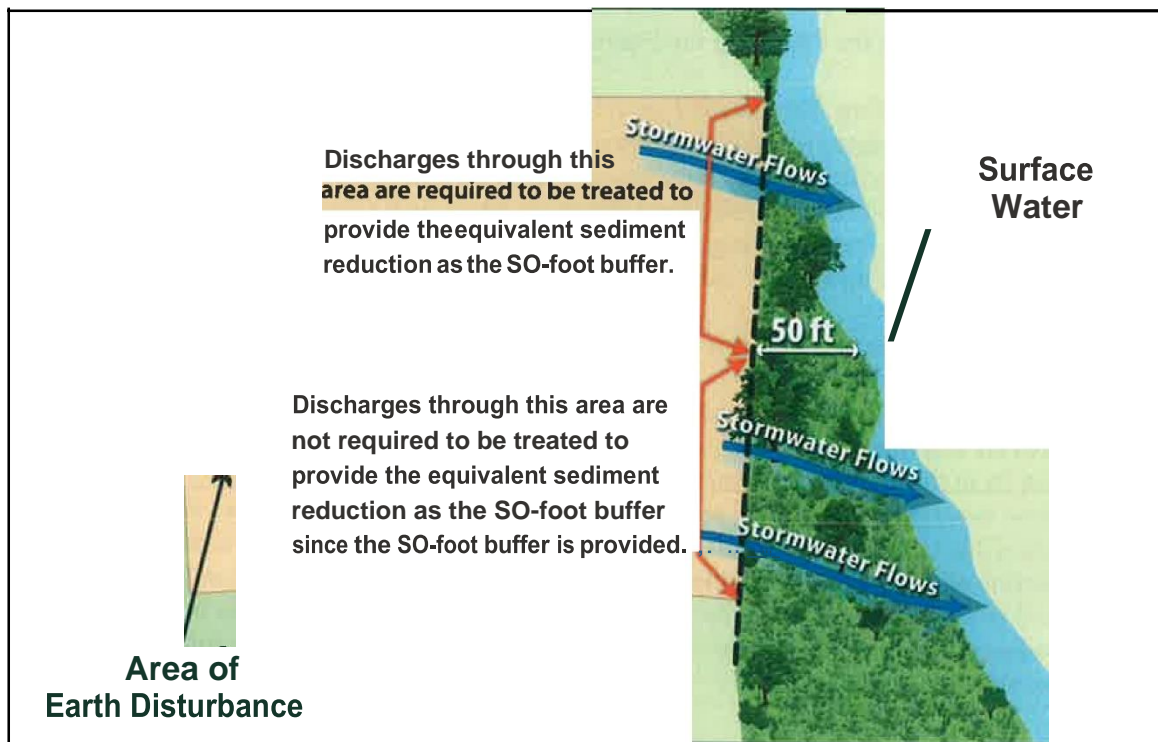 Stormwater Flows
Discharges through this
area are required to be treated to
provide theequivalent sediment
reduction as the SO-foot buffer.
Surface
Water
50 ft
Discharges through this area are
not required to be treated to
provide the equivalent sediment
reduction as the SO-foot buffer
since the SO-foot buffer is provided.
Stormwater Flows
Stormwater Flows
Area of
Earth Disturbance